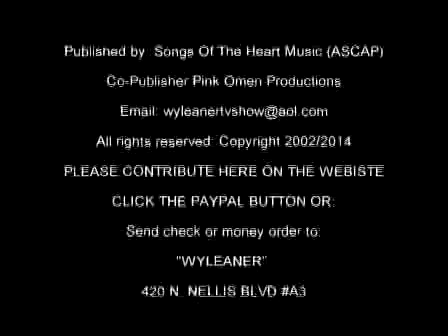 Published by: Songs Of The Heart Music (ASCAP)
Co-Publisher Pink Omen Productions
Email: wyleanertvshow@aol.com
All rights reserved: Copyright 2002/2014
PLEASE CONTRIBUTE HERE ON THE WEBISTE
CLICK THE PAYPAL BUTTON OR:
Send check or money order to:
"WYLEANER"
420 N. NELLIS BLVD #A3